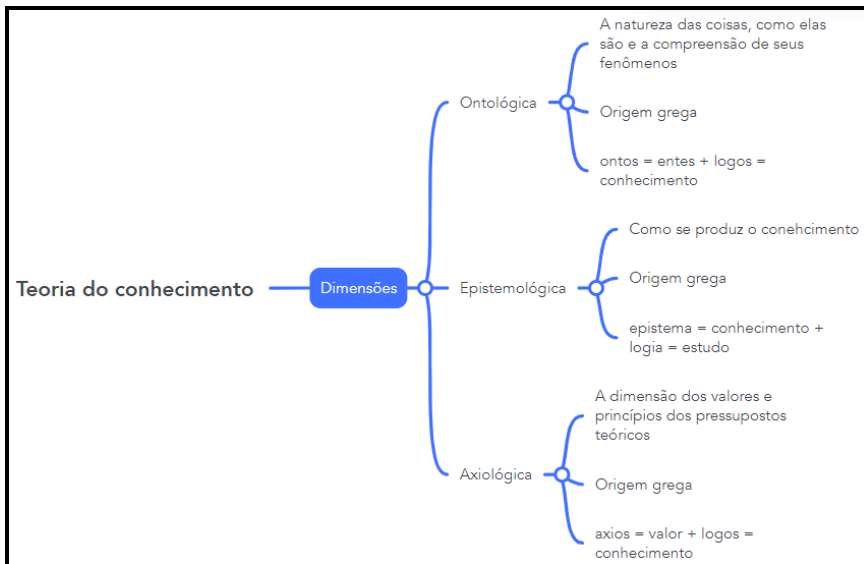 Teoria do conhecimento
Dimensões
Ontológica
A natureza das coisas, como elas
são e a compreensão de seus
fenômenos
Origem grega
ontos = entes + logos =
conhecimento
Epistemológica
Como se produz o conehcimento
Origem grega
epistema = conhecimento +
logia = estudo
Axiológica
A dimensão dos valores e
princípios dos pressupostos
teóricos
Origem grega
axios = valor + logos =
conhecimento